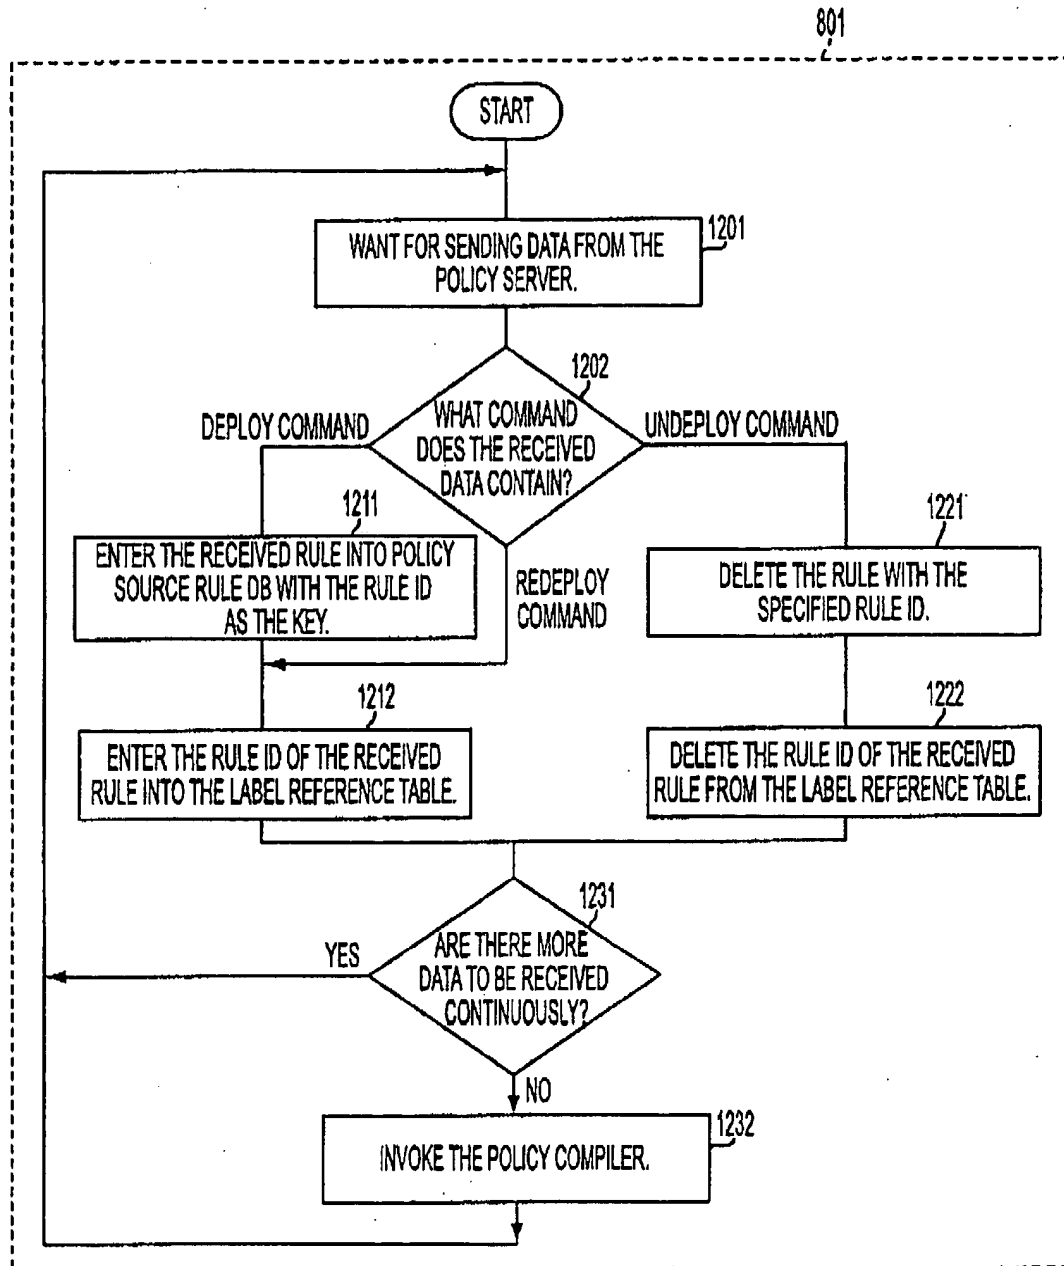 801
START
1201
WANT FOR SENDING DATA FROM THE
POLICY SERVER.
1202
DEPLOY COMMAND
WHAT COMMAND
DOES THE RECEIVED
DATA CONTAIN?
UNDEPLOY COMMAND
1211
ENTER THE RECEIVED RULE INTO POLICY
SOURCE RULE DB WITH THE RULE ID
AS THE KEY.
REDEPLOY
COMMAND
1221
DELETE THE RULE WITH THE
SPECIFIED RULE ID.
1212
ENTER THE RULE ID OF THE RECEIVED
RULE INTO THE LABEL REFERENCE TABLE.
1222
DELETE THE RULE ID OF THE RECEIVED
RULE FROM THE LABEL REFERENCE TABLE.
1231
YES
ARE THERE MORE
DATA TO BE RECEIVED
CONTINUOUSLY?
NO
1232
INVOKE THE POLICY COMPILER.